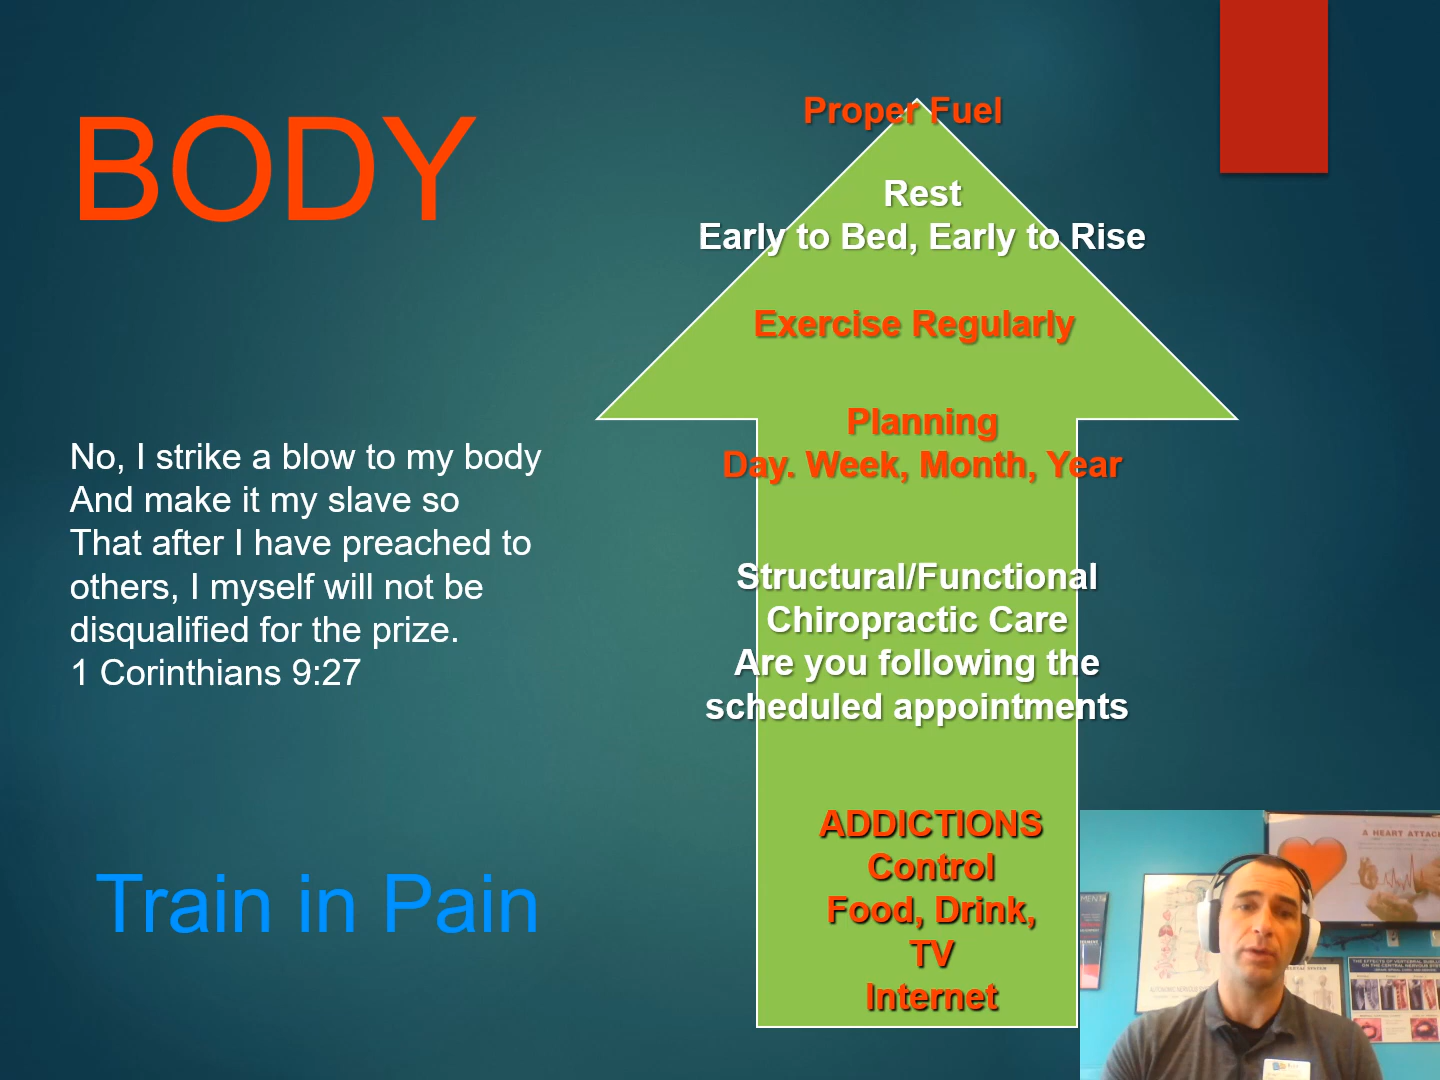 BODY
No, I strike a blow to my body
And make it my slave so
That after I have preached to
others, I myself will not be
disqualified for the prize.
1 Corinthians 9:27
Train in Pain
Proper Fuel
Rest
Early to Bed, Early to Rise
Exercise Regularly
Planning
Day. Week, Month, Year
Structural/Functional
Chiropractic Care
Are you following the
scheduled appointments
ADDICTIONS
Control
Food, Drink,
TV
Internet
A HEART ATTAC